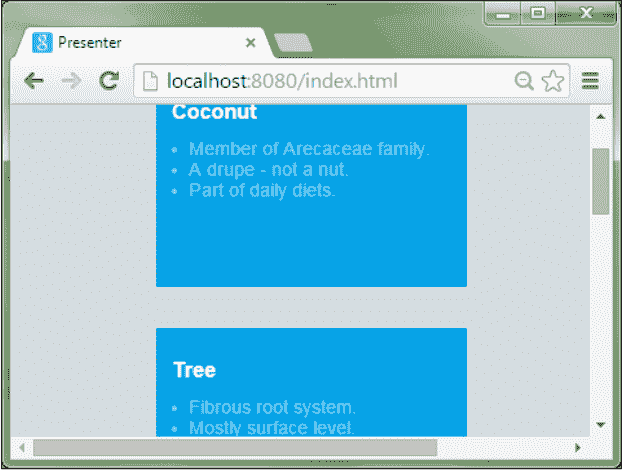 Presenter
localhost:8080/index.html
Coconut
• Member of Arecaceae family.
• A drupe - not a nut.
• Part of daily diets.
Tree
• Fibrous root system.
• Mostly surface level.